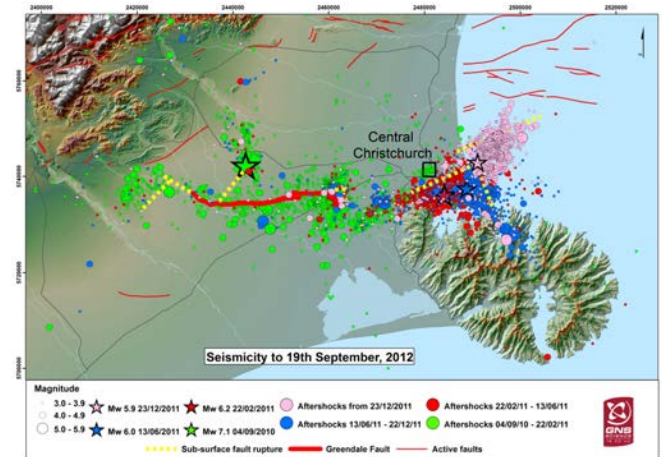 2400000
2420000
2440000
2460000
2480000
2500000
2520000
5760000
5740000
5720000
5700000
Central
Christchurch
Seismicity to 19th September, 2012
Magnitude
3.0 - 3.9
4.0 - 4.9
5.0 - 5.9
Mw 5.9 23/12/2011
Mw 6.2 22/02/2011
Aftershocks from 23/12/2011
Aftershocks 22/02/11 - 13/06/11
Mw 6.0 13/06/2011
Mw 7.1 04/09/2010
Aftershocks 13/06/11 - 22/12/11
Aftershocks 04/09/10 - 22/02/11
Sub-surface fault rupture
Greendale Fault
Active faults
GNS
SCIENCE